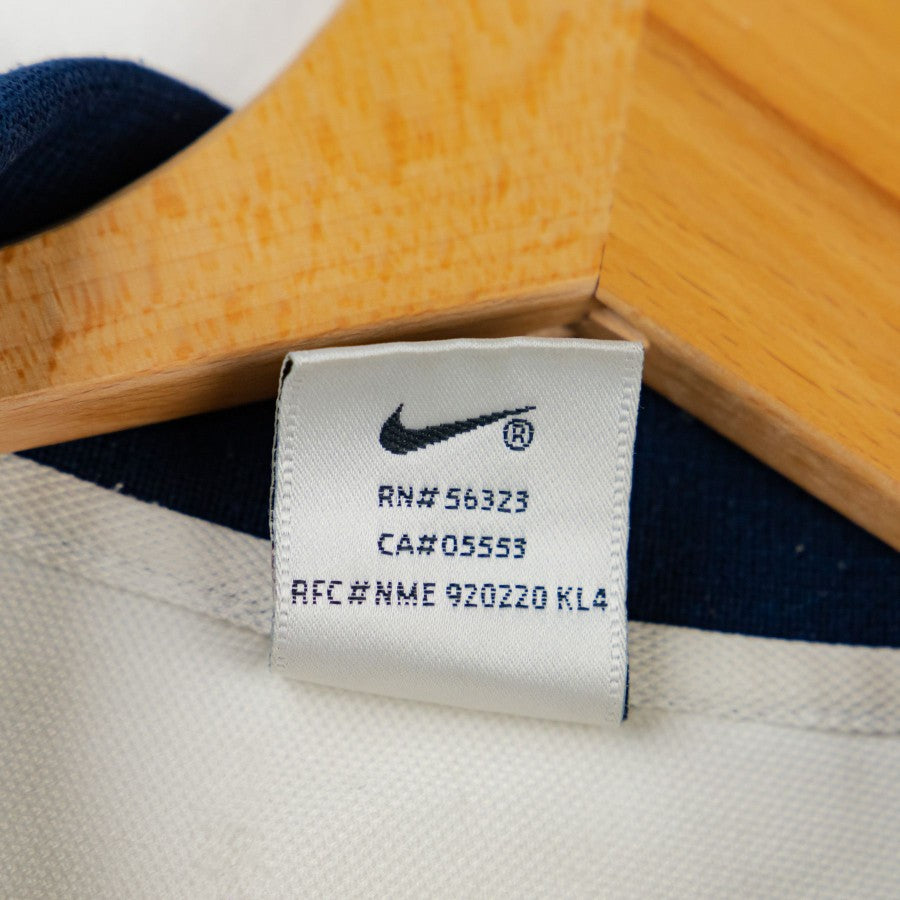 ®
RN# 56323
CA# 05553
RFC # NME 920220 KL4